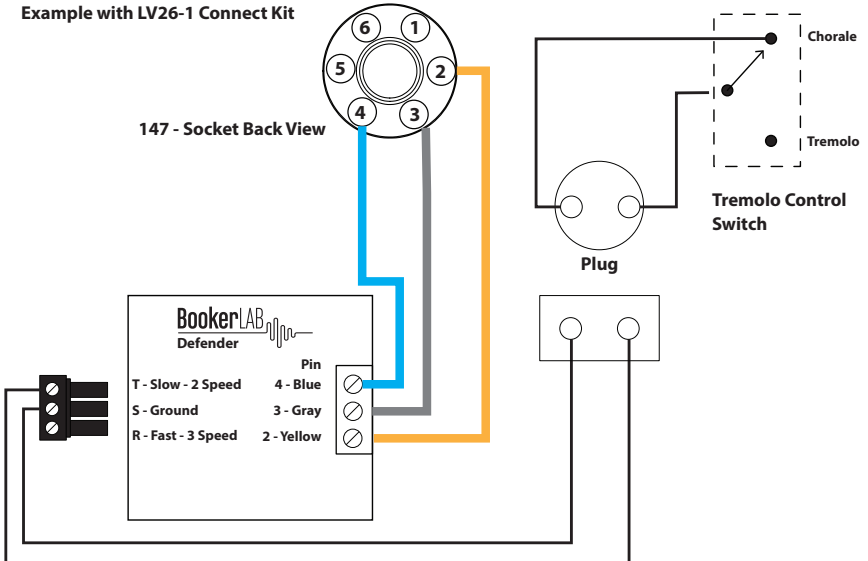 Example with LV26-1 Connect Kit
6 1
5 2
4 3
147 - Socket Back View
Chorale
Tremolo
Tremolo Control
Switch
Plug
BookerLAB
Defender
Pin
T - Slow - 2 Speed 4 - Blue
S - Ground 3 - Gray
R - Fast - 3 Speed 2 - Yellow